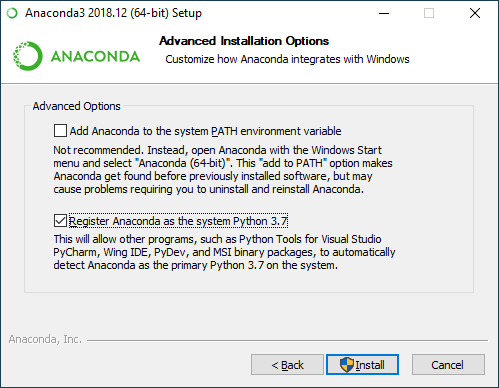 Anaconda3 2018.12 (64-bit) Setup
ANACONDA
Advanced Installation Options
Customize how Anaconda integrates with Windows
Advanced Options
Add Anaconda to the system PATH environment variable
Not recommended. Instead, open Anaconda with the Windows Start
menu and select "Anaconda (64-bit)". This "add to PATH" option makes
Anaconda get found before previously installed software, but may
cause problems requiring you to uninstall and reinstall Anaconda.
Register Anaconda as the system Python 3.7
This will allow other programs, such as Python Tools for Visual Studio
PyCharm, Wing IDE, PyDev, and MSI binary packages, to automatically
detect Anaconda as the primary Python 3.7 on the system.
Anaconda, Inc.
< Back Install Cancel